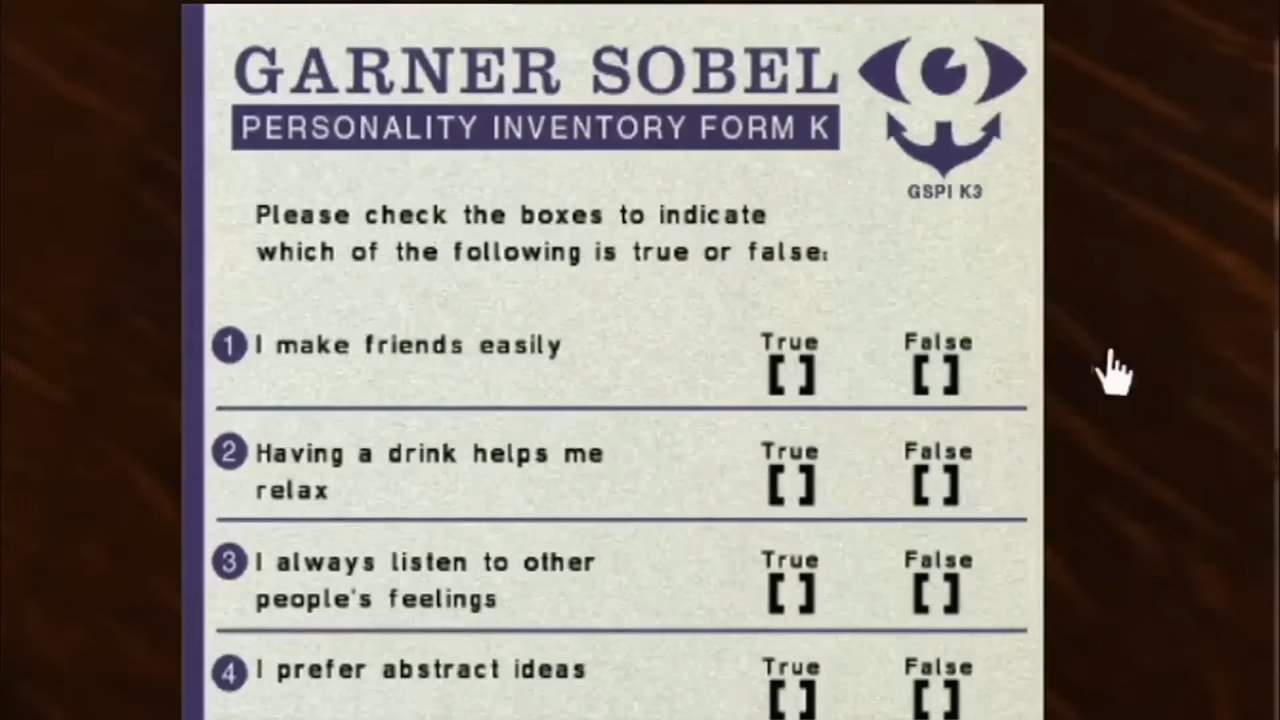 GARNER SOBEL
PERSONALITY INVENTORY FORM K
GSPI K3
Please check the boxes to indicate
which of the following is true or false:
1 I make friends easily True False
[ ] [ ]
2 Having a drink helps me True False
relax [ ] [ ]
3 I always listen to other True False
people's feelings [ ] [ ]
4 I prefer abstract ideas True False
[ ] [ ]